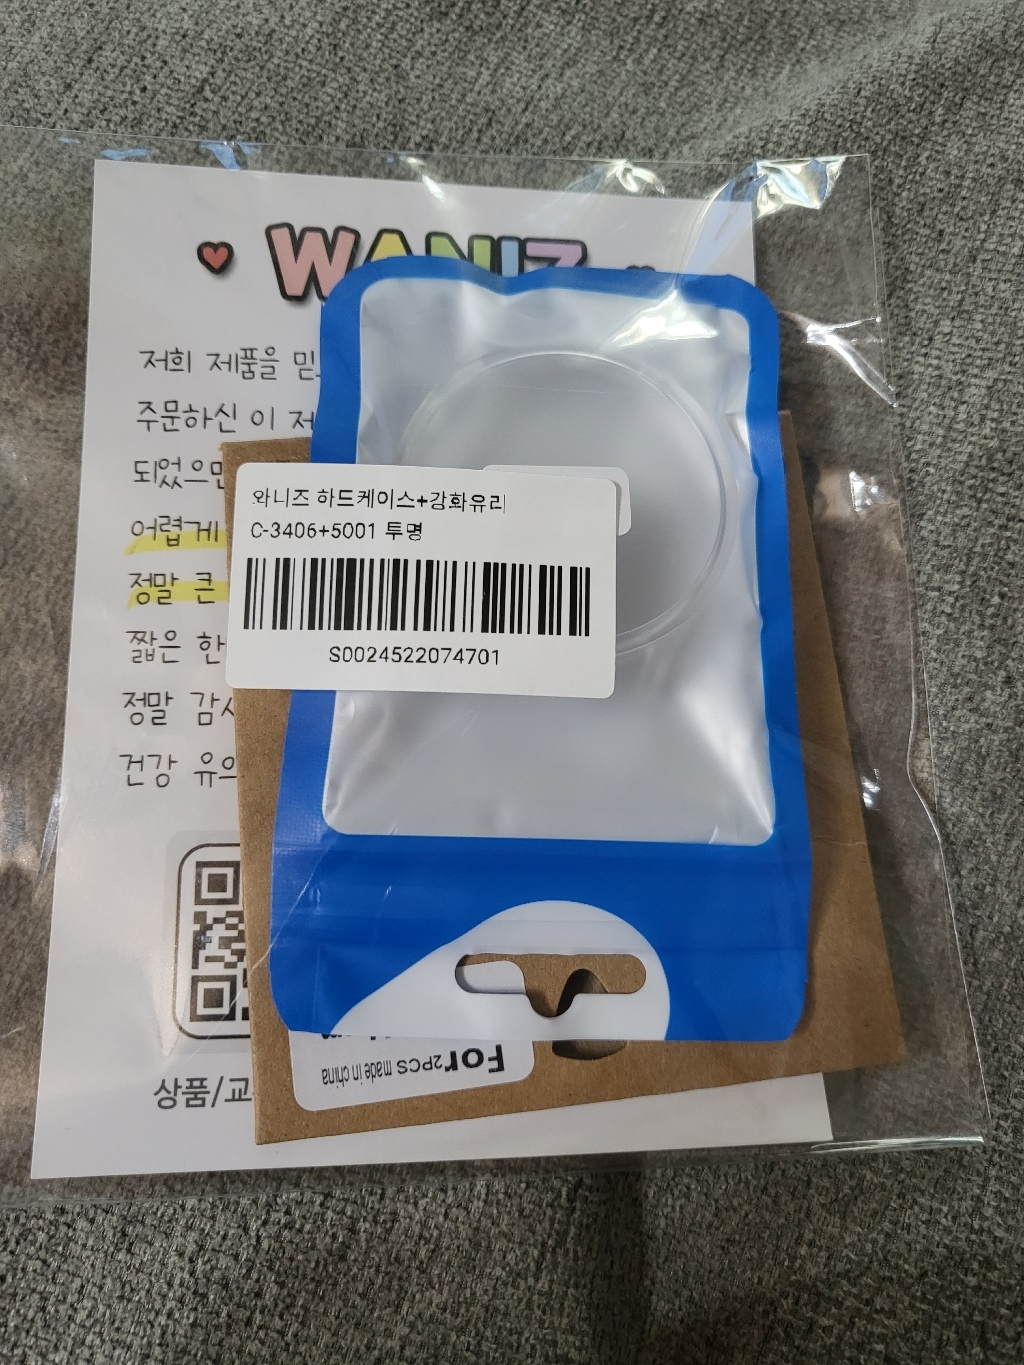 WANIZ
저희 제품을 믿
주문하신 이 제
되었으면
어렵게
정말 큰
짧은 한
정말 감사
건강 유의
상품/교
와니즈 하드케이스+강화유리
C-3406+5001 투명
S0024522074701
For
2PCS made in china